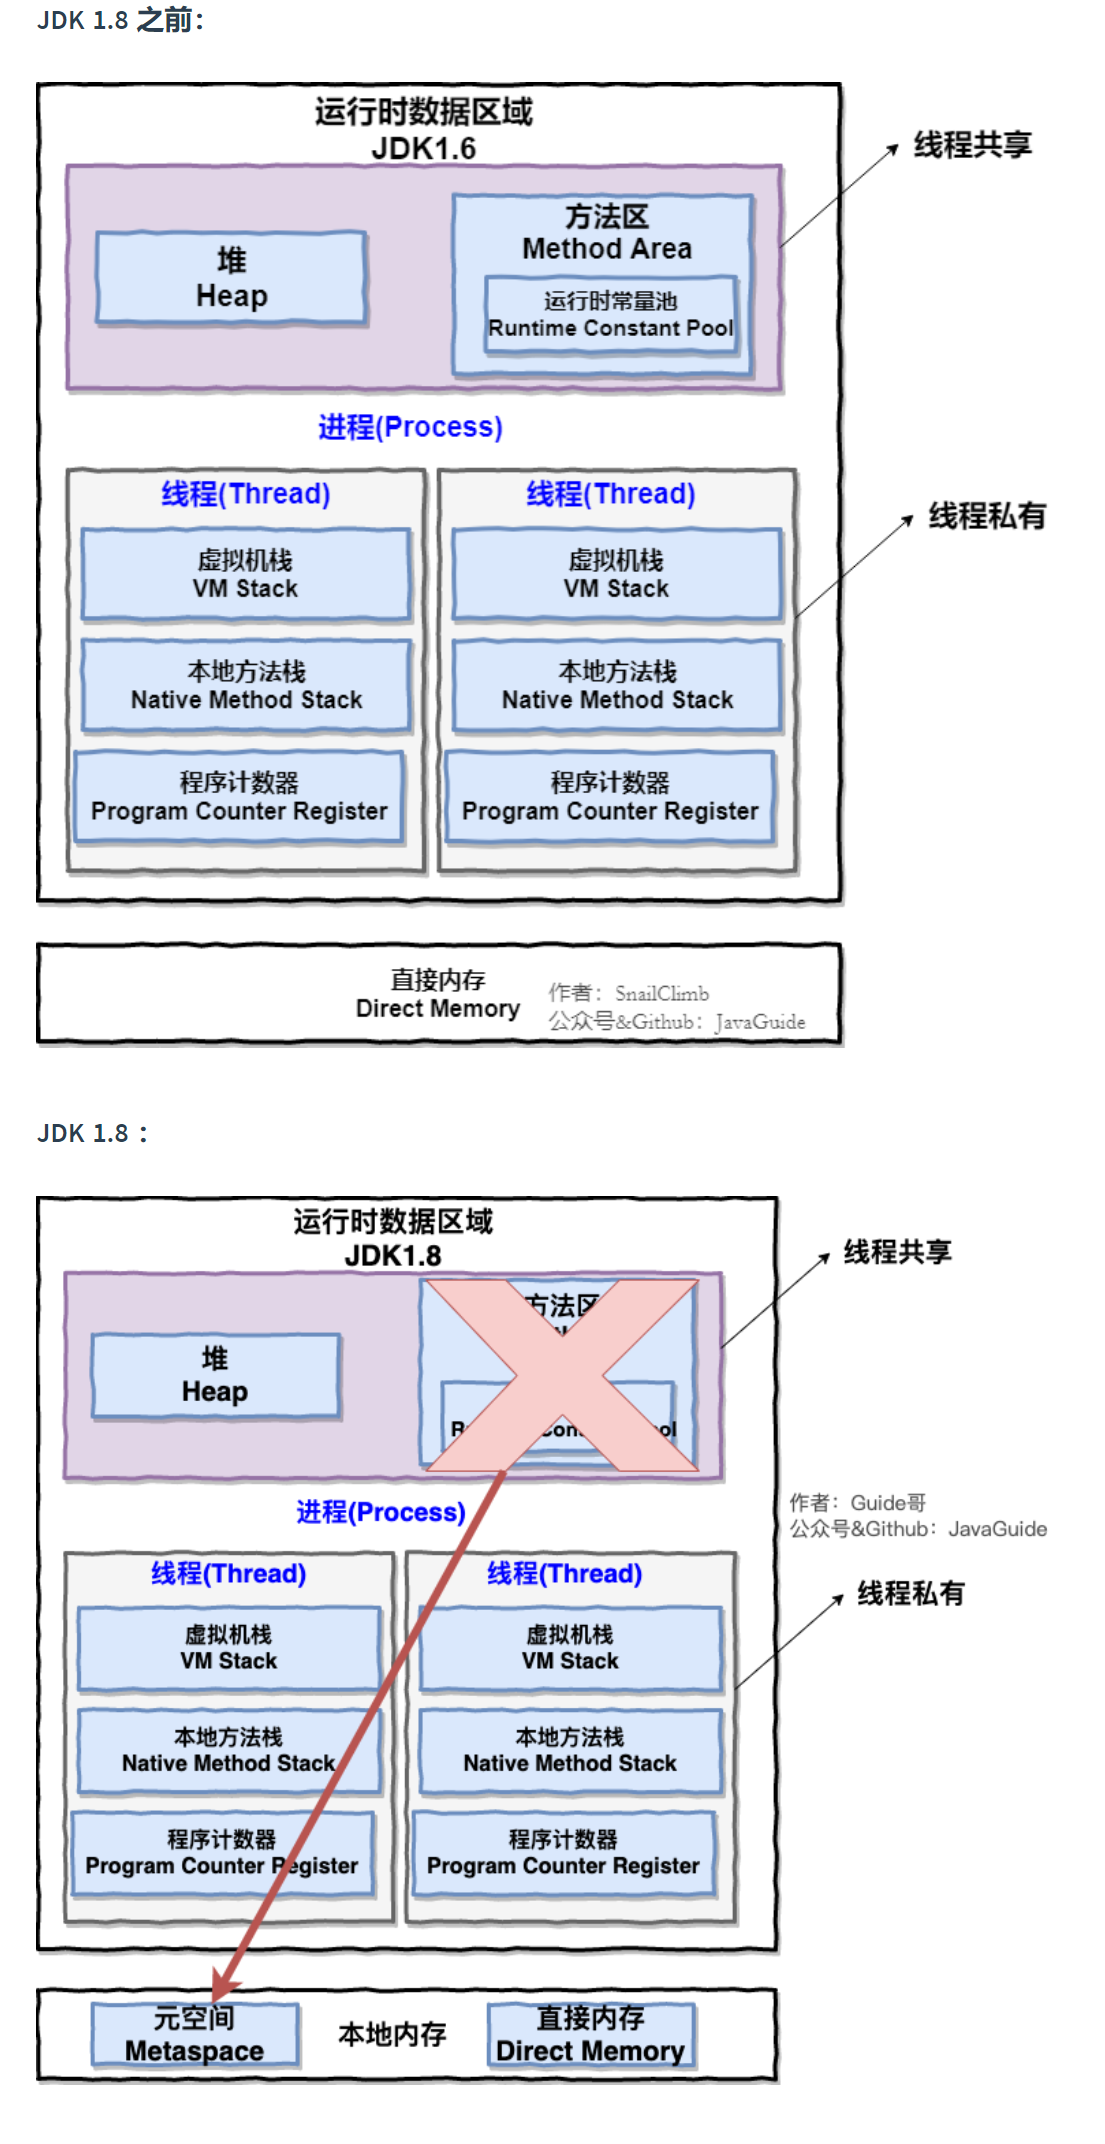 JDK 1.8 之前：
运行时数据区域
JDK1.6
线程共享
堆
Heap
方法区
Method Area
运行时常量池
Runtime Constant Pool
进程(Process)
线程(Thread)
虚拟机栈
VM Stack
本地方法栈
Native Method Stack
程序计数器
Program Counter Register
线程(Thread)
虚拟机栈
VM Stack
本地方法栈
Native Method Stack
程序计数器
Program Counter Register
线程私有
直接内存
Direct Memory
作者：SnailClimb
公众号&Github：JavaGuide
JDK 1.8 ：
运行时数据区域
JDK1.8
线程共享
堆
Heap
方法区
进程(Process)
作者：Guide哥
公众号&Github：JavaGuide
线程(Thread)
虚拟机栈
VM Stack
本地方法栈
Native Method Stack
程序计数器
Program Counter Register
线程(Thread)
虚拟机栈
VM Stack
本地方法栈
Native Method Stack
程序计数器
Program Counter Register
线程私有
元空间
Metaspace
本地内存
直接内存
Direct Memory